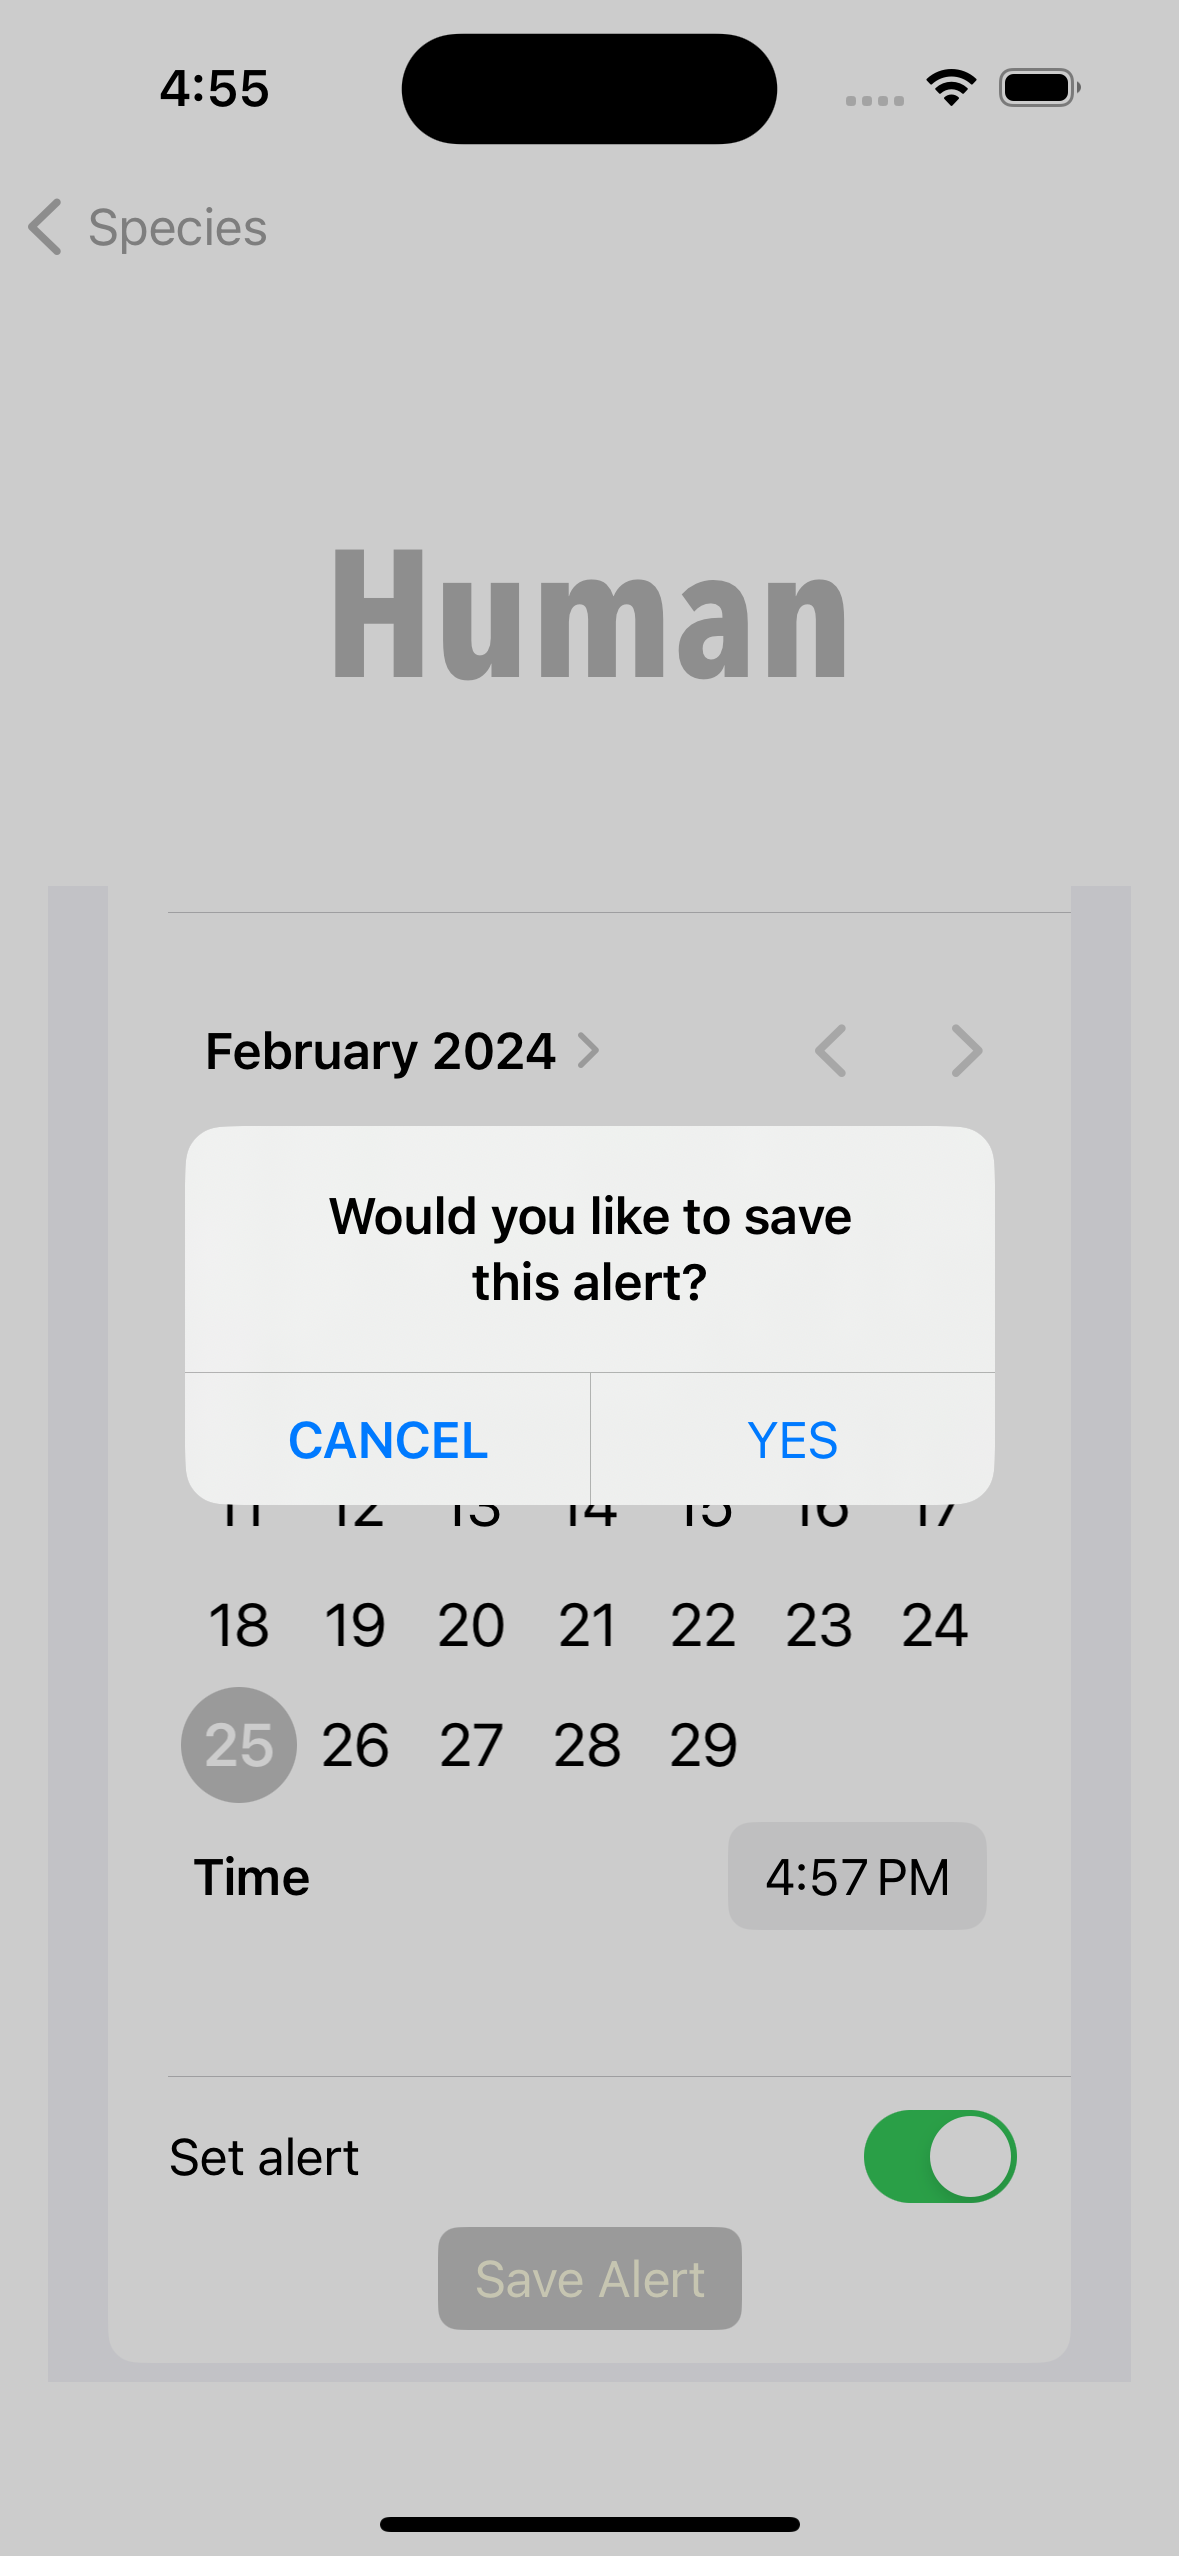 4:55
Species
Human
February 2024
Would you like to save
this alert?
CANCEL YES
11 12 13 14 15 16 17
18 19 20 21 22 23 24
25 26 27 28 29
Time 4:57 PM
Set alert
Save Alert